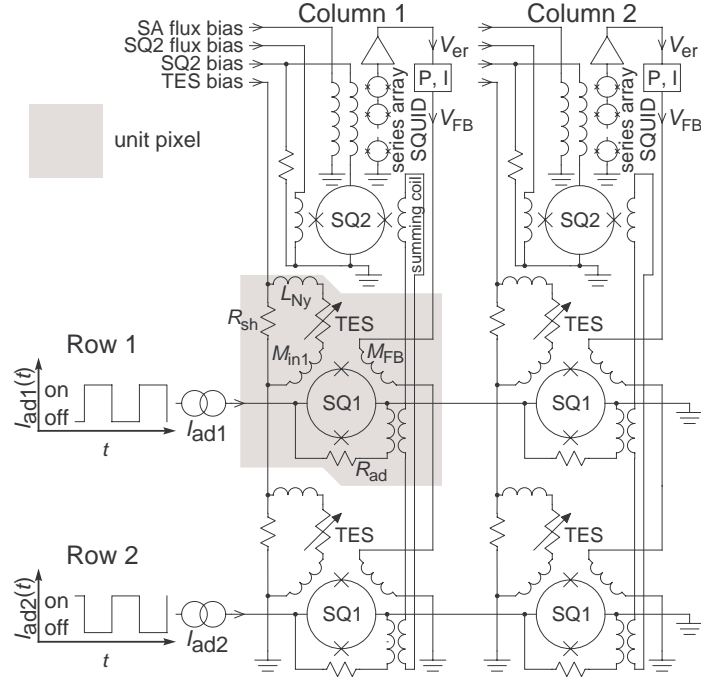 Column 1
Column 2
SA flux bias
SQ2 flux bias
SQ2 bias
TES bias
V_er
P, I
V_FB
series array
SQUID
V_er
P, I
V_FB
series array
SQUID
unit pixel
SQ2
summing coil
SQ2
L_Ny
R_sh
TES
TES
M_in1
M_FB
Row 1
I_ad1(t)
on
off
t
I_ad1
SQ1
SQ1
R_ad
TES
TES
Row 2
I_ad2(t)
on
off
t
I_ad2
SQ1
SQ1